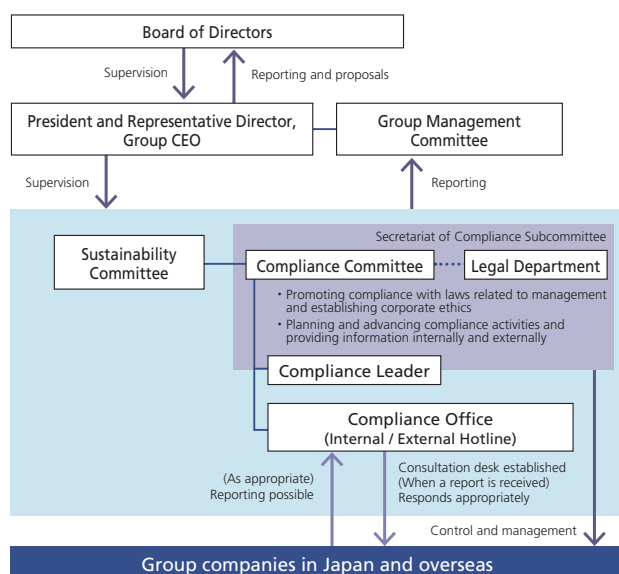 Board of Directors
Supervision
Reporting and proposals
President and Representative Director,
Group CEO
Group Management
Committee
Supervision
Reporting
Secretariat of Compliance Subcommittee
Sustainability
Committee
Compliance Committee
Legal Department
・Promoting compliance with laws related to management
and establishing corporate ethics
・Planning and advancing compliance activities and
providing information internally and externally
Compliance Leader
Compliance Office
(Internal / External Hotline)
(As appropriate)
Reporting possible
Consultation desk established
(When a report is received)
Responds appropriately
Control and management
Group companies in Japan and overseas